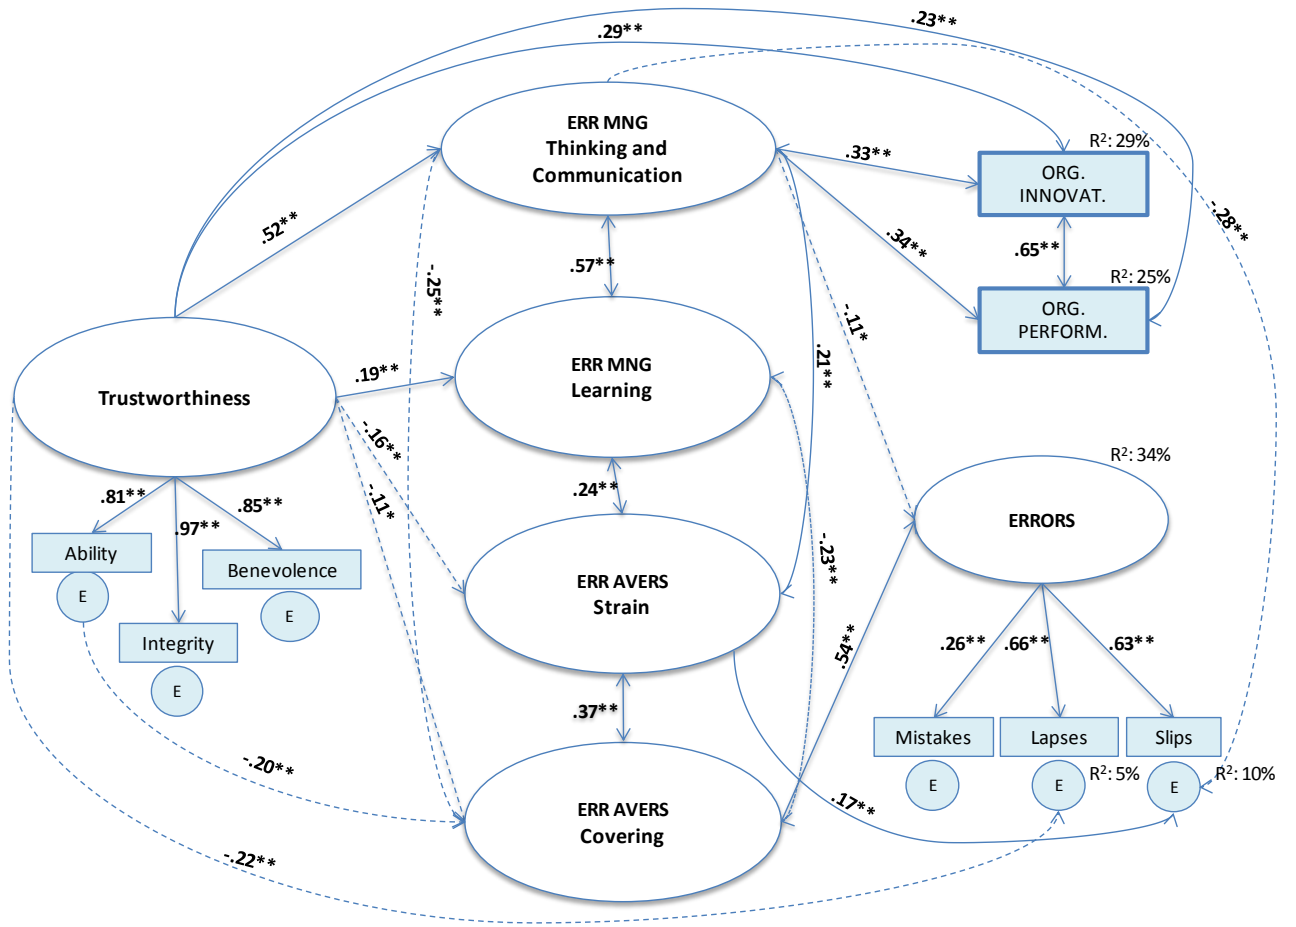 .23**
.29**
ERR MNG
Thinking and
Communication
R²: 29%
.33**
ORG.
INNOVAT.
-.28**
.52**
.34**
.65**
.57**
-.25**
R²: 25%
ORG.
PERFORM.
-.11*
.21**
ERR MNG
Learning
.19**
Trustworthiness
-.16**
R²: 34%
.24**
-.11*
.81**
.85**
.97**
ERRORS
Ability
Benevolence
-.23**
ERR AVERS
Strain
E
E
Integrity
.54**
.26**
.66**
.63**
E
.37**
Mistakes
Lapses
Slips
-.20**
R²: 5%
R²: 10%
E
E
E
.17**
ERR AVERS
Covering
-.22**